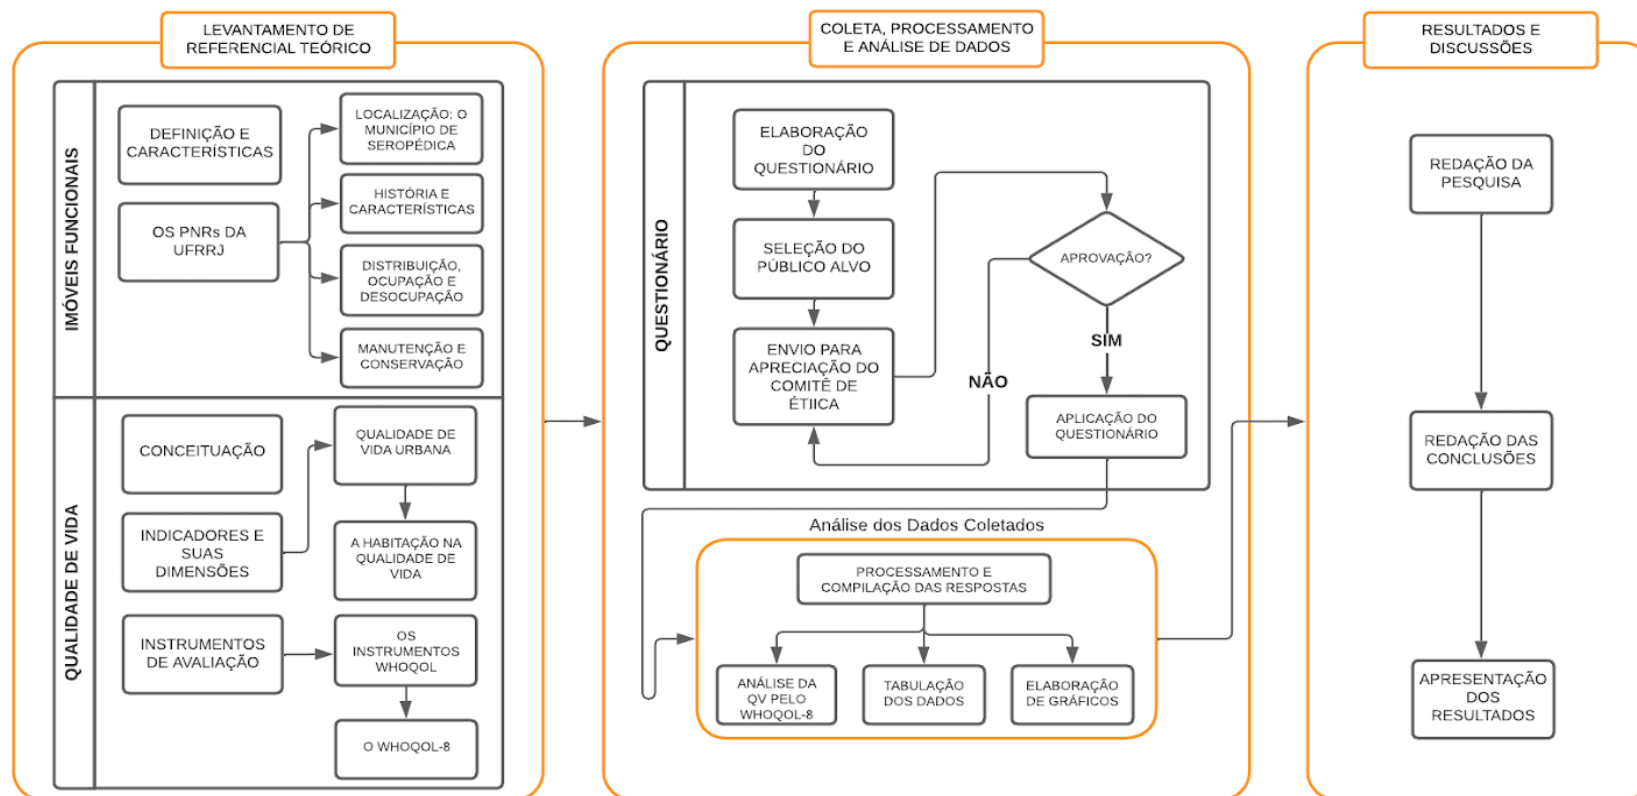 LEVANTAMENTO DE
REFERENCIAL TEÓRICO
IMÓVEIS FUNCIONAIS
DEFINIÇÃO E
CARACTERÍSTICAS
OS PNRs DA
UFRRJ
LOCALIZAÇÃO: O
MUNICÍPIO DE
SEROPÉDICA
HISTÓRIA E
CARACTERÍSTICAS
DISTRIBUIÇÃO,
OCUPAÇÃO E
DESOCUPAÇÃO
MANUTENÇÃO E
CONSERVAÇÃO
QUALIDADE DE VIDA
CONCEITUAÇÃO
INDICADORES E
SUAS
DIMENSÕES
QUALIDADE DE
VIDA URBANA
A HABITAÇÃO NA
QUALIDADE DE
VIDA
INSTRUMENTOS
DE AVALIAÇÃO
OS
INSTRUMENTOS
WHOQOL
O WHOQOL-8
COLETA, PROCESSAMENTO
E ANÁLISE DE DADOS
QUESTIONÁRIO
ELABORAÇÃO
DO
QUESTIONÁRIO
SELEÇÃO DO
PÚBLICO ALVO
ENVIO PARA
APRECIAÇÃO DO
COMITÊ DE
ÉTIICA
APROVAÇÃO?
SIM
NÃO
APLICAÇÃO DO
QUESTIONÁRIO
Análise dos Dados Coletados
PROCESSAMENTO E
COMPILAÇÃO DAS RESPOSTAS
ANÁLISE DA
QV PELO
WHOQOL-8
TABULAÇÃO
DOS DADOS
ELABORAÇÃO
DE GRÁFICOS
RESULTADOS E
DISCUSSÕES
REDAÇÃO DA
PESQUISA
REDAÇÃO DAS
CONCLUSÕES
APRESENTAÇÃO
DOS
RESULTADOS